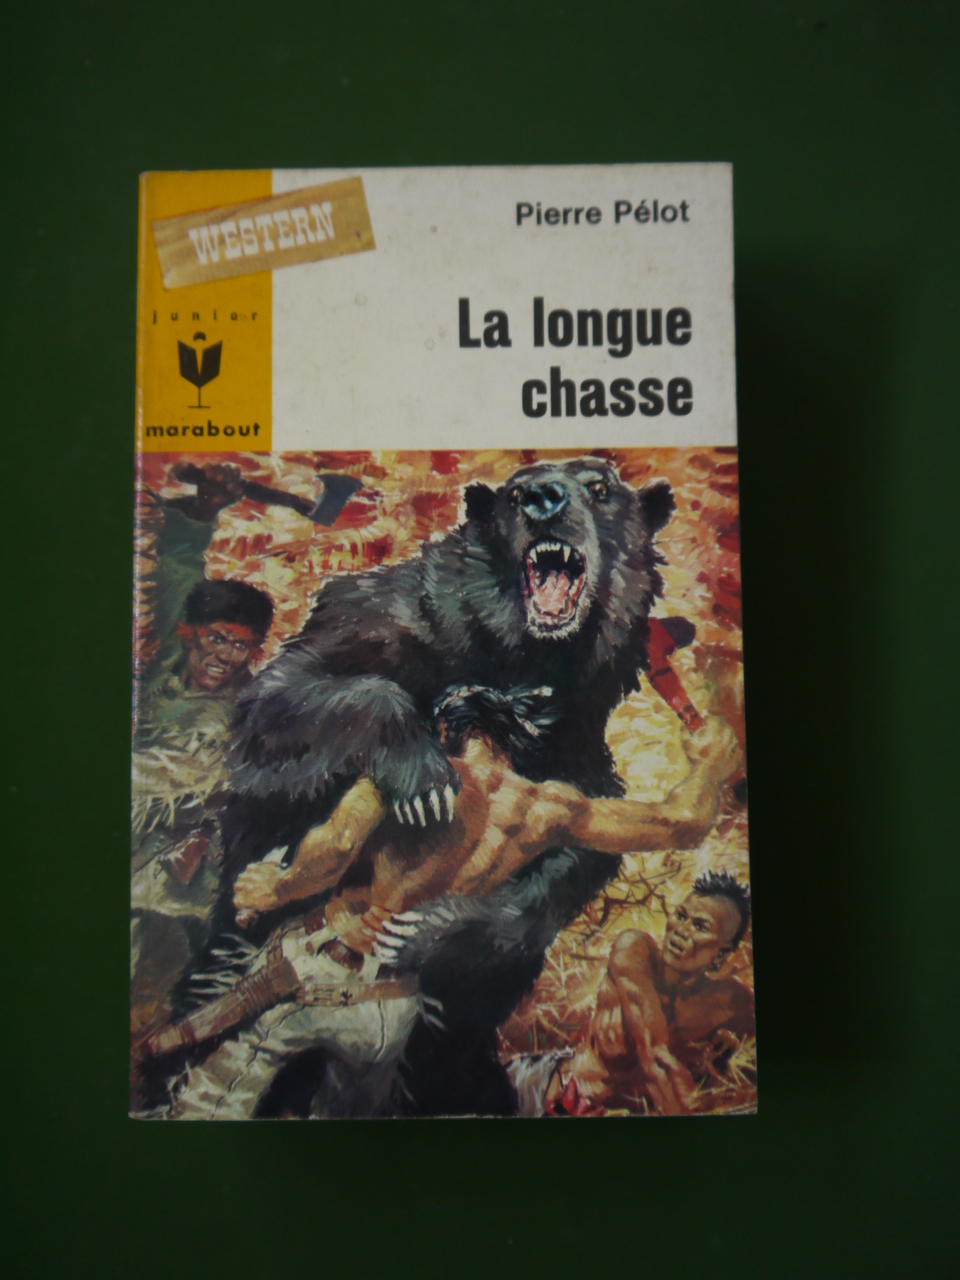 WESTERN
Pierre Pélot
junior
La longue
chasse
marabout